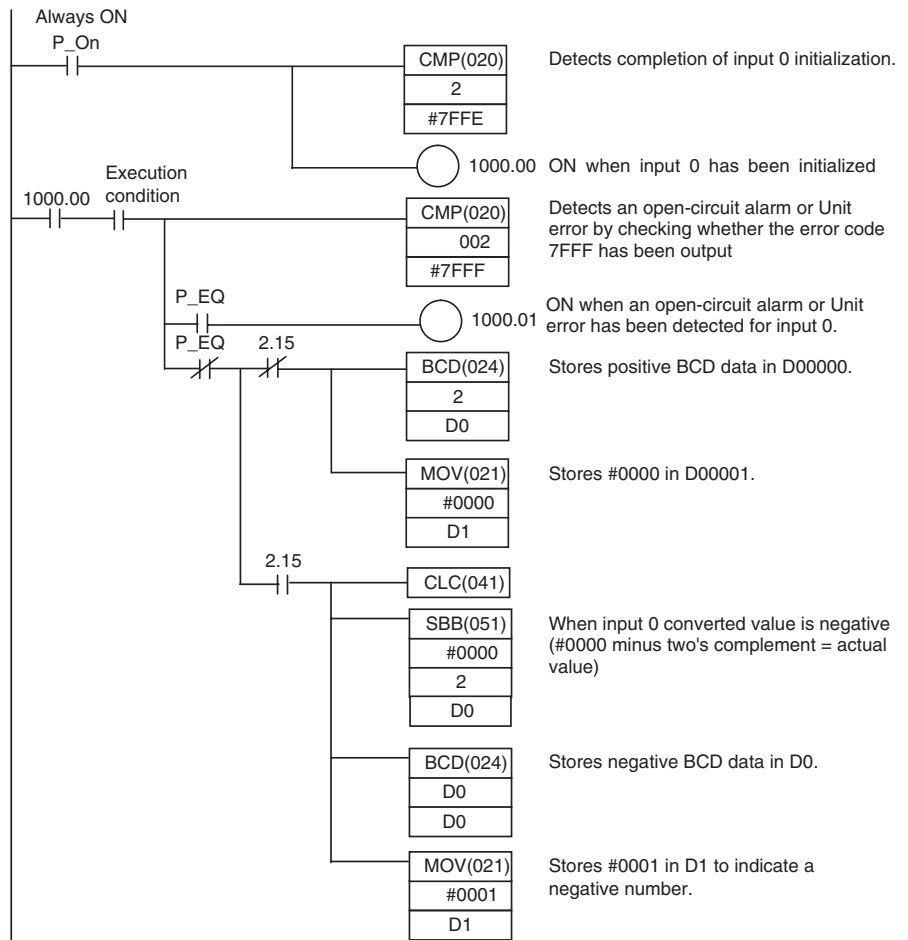 Always ON
P_On
CMP(020)
2
#7FFE
Detects completion of input 0 initialization.
1000.00 ON when input 0 has been initialized
1000.00
Execution
condition
CMP(020)
002
#7FFF
Detects an open-circuit alarm or Unit
error by checking whether the error code
7FFF has been output
P_EQ
1000.01
ON when an open-circuit alarm or Unit
error has been detected for input 0.
P_EQ
2.15
BCD(024)
2
D0
Stores positive BCD data in D00000.
MOV(021)
#0000
D1
Stores #0000 in D00001.
2.15
CLC(041)
SBB(051)
#0000
2
D0
When input 0 converted value is negative
(#0000 minus two's complement = actual
value)
BCD(024)
D0
D0
Stores negative BCD data in D0.
MOV(021)
#0001
D1
Stores #0001 in D1 to indicate a
negative number.